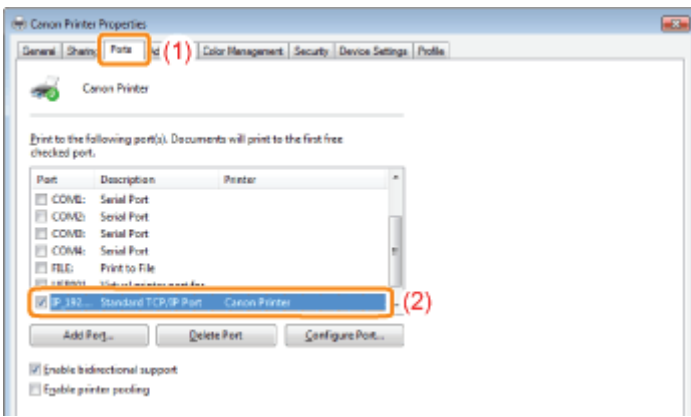 Canon Printer Properties
General Sharing Ports (1) Color Management Security Device Settings Profile
Canon Printer
Print to the following port(s). Documents will print to the first free
checked port.
Port Description Printer
COM1: Serial Port
COM2: Serial Port
COM3: Serial Port
COM4: Serial Port
FILE: Print to File
IP_192... Standard TCP/IP Port Canon Printer (2)
Add Port... Delete Port Configure Port...
Enable bidirectional support
Enable printer pooling